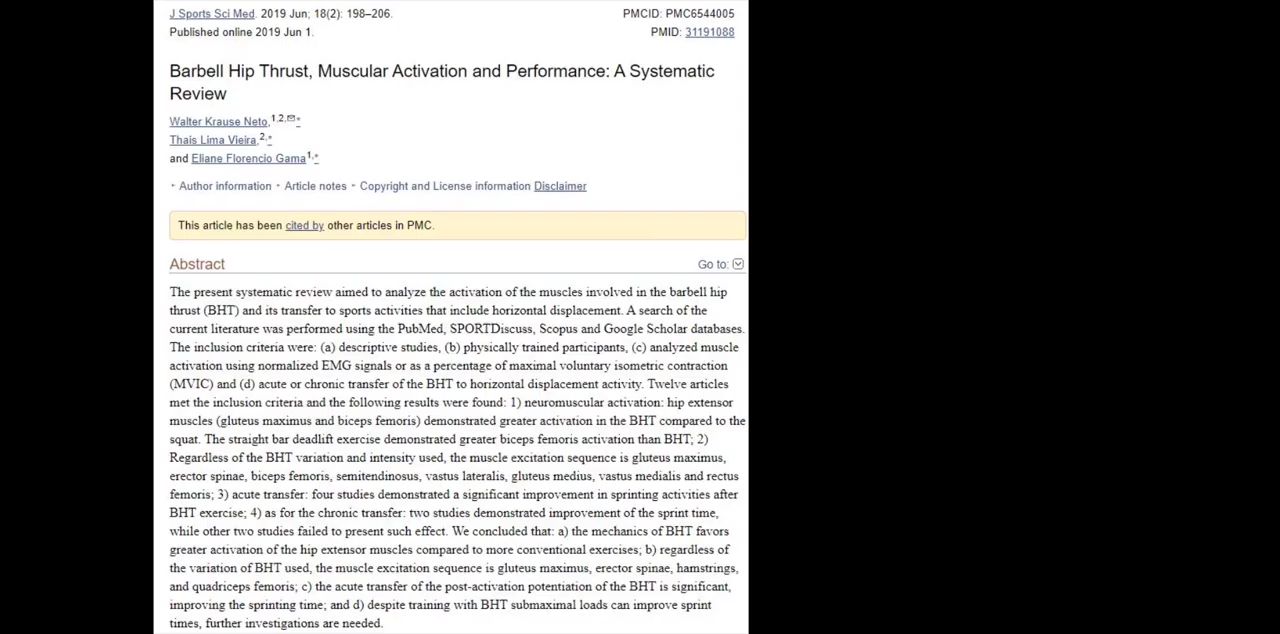 J Sports Sci Med. 2019 Jun; 18(2): 198–206.
PMCID: PMC6544005
Published online 2019 Jun 1.
PMID: 31191088
Barbell Hip Thrust, Muscular Activation and Performance: A Systematic
Review
Walter Krause Neto,1,2,✉*
Thais Lima Vieira,2,*
and Eliane Florencio Gama1,*
Author information Article notes Copyright and License information Disclaimer
This article has been cited by other articles in PMC.
Abstract
Go to:
The present systematic review aimed to analyze the activation of the muscles involved in the barbell hip
thrust (BHT) and its transfer to sports activities that include horizontal displacement. A search of the
current literature was performed using the PubMed, SPORTDiscuss, Scopus and Google Scholar databases.
The inclusion criteria were: (a) descriptive studies, (b) physically trained participants, (c) analyzed muscle
activation using normalized EMG signals or as a percentage of maximal voluntary isometric contraction
(MVIC) and (d) acute or chronic transfer of the BHT to horizontal displacement activity. Twelve articles
met the inclusion criteria and the following results were found: 1) neuromuscular activation: hip extensor
muscles (gluteus maximus and biceps femoris) demonstrated greater activation in the BHT compared to the
squat. The straight bar deadlift exercise demonstrated greater biceps femoris activation than BHT; 2)
Regardless of the BHT variation and intensity used, the muscle excitation sequence is gluteus maximus,
erector spinae, biceps femoris, semitendinosus, vastus lateralis, gluteus medius, vastus medialis and rectus
femoris; 3) acute transfer: four studies demonstrated a significant improvement in sprinting activities after
BHT exercise; 4) as for the chronic transfer: two studies demonstrated improvement of the sprint time,
while other two studies failed to present such effect. We concluded that: a) the mechanics of BHT favors
greater activation of the hip extensor muscles compared to more conventional exercises; b) regardless of
the variation of BHT used, the muscle excitation sequence is gluteus maximus, erector spinae, hamstrings,
and quadriceps femoris; c) the acute transfer of the post-activation potentiation of the BHT is significant,
improving the sprinting time; and d) despite training with BHT submaximal loads can improve sprint
times, further investigations are needed.